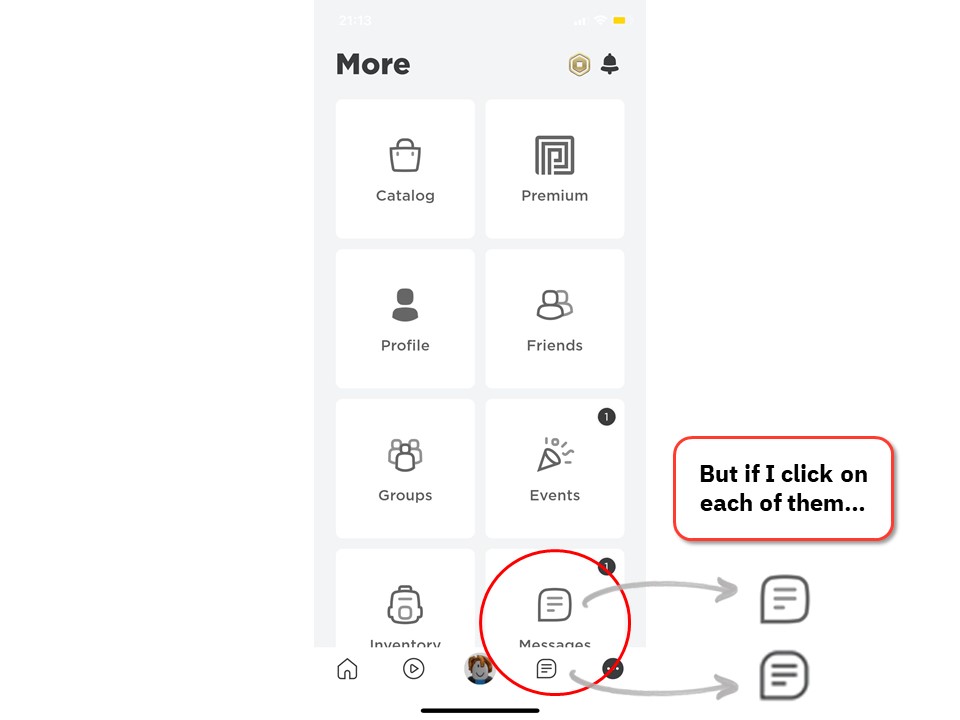 21:13
More
Catalog
Premium
Profile
Friends
1
Groups
Events
1
Inventory
Messages
But if I click on
each of them...